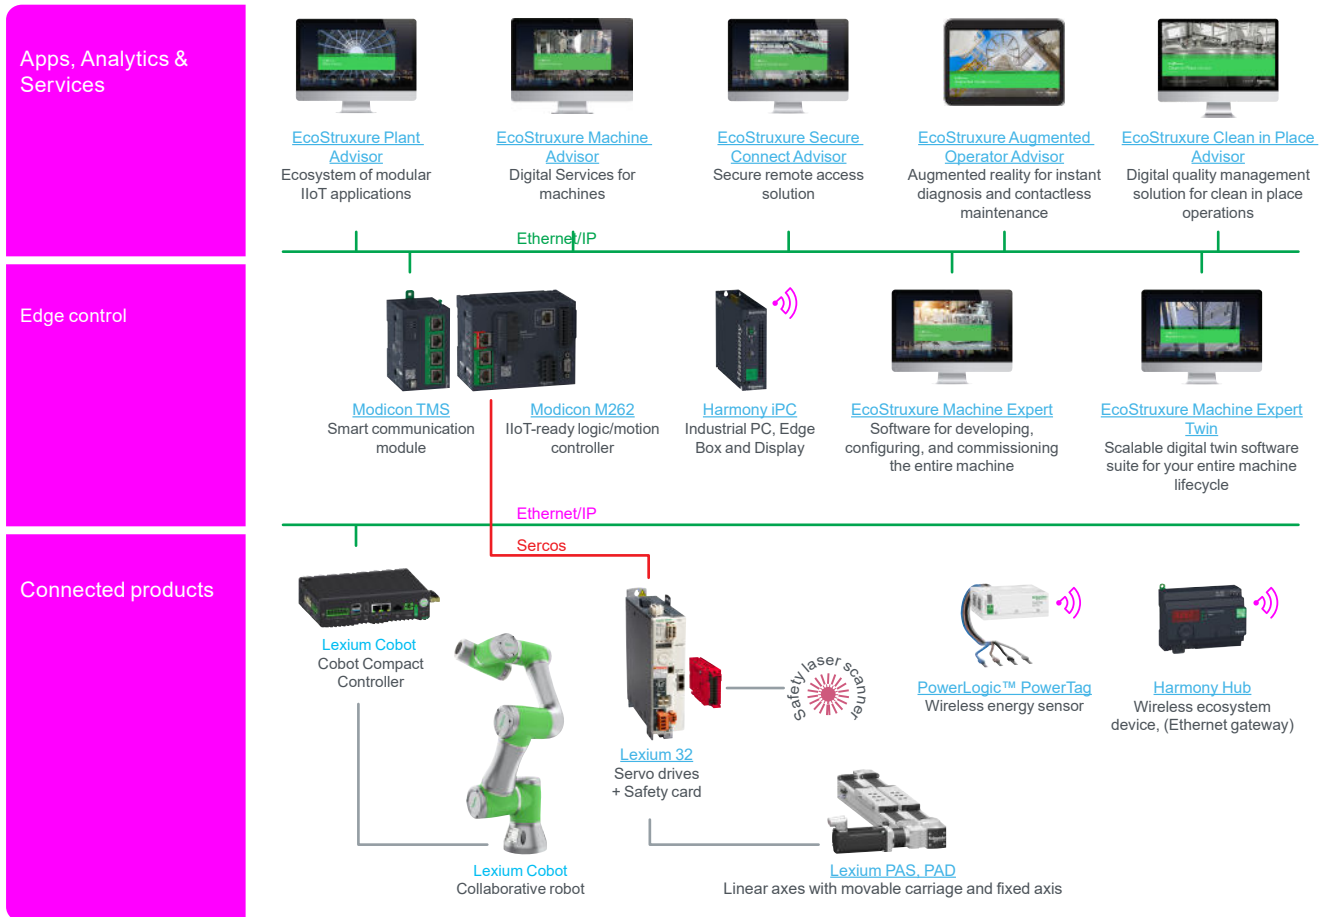 Apps, Analytics &
Services
EcoStruxure Plant
Advisor
Ecosystem of modular
IIoT applications
EcoStruxure Machine
Advisor
Digital Services for
machines
EcoStruxure Secure
Connect Advisor
Secure remote access
solution
EcoStruxure Augmented
Operator Advisor
Augmented reality for instant
diagnosis and contactless
maintenance
EcoStruxure Clean in Place
Advisor
Digital quality management
solution for clean in place
operations
Ethernet/IP
Edge control
Harmony
Modicon TMS
Smart communication
module
Modicon M262
IIoT-ready logic/motion
controller
Harmony iPC
Industrial PC, Edge
Box and Display
EcoStruxure Machine Expert
Software for developing,
configuring, and commissioning
the entire machine
EcoStruxure Machine Expert
Twin
Scalable digital twin software
suite for your entire machine
lifecycle
Ethernet/IP
Sercos
Connected products
Lexium Cobot
Cobot Compact
Controller
Safety laser scanner
PowerLogic™ PowerTag
Wireless energy sensor
Harmony Hub
Wireless ecosystem
device, (Ethernet gateway)
Lexium 32
Servo drives
+ Safety card
Lexium Cobot
Collaborative robot
Lexium PAS, PAD
Linear axes with movable carriage and fixed axis